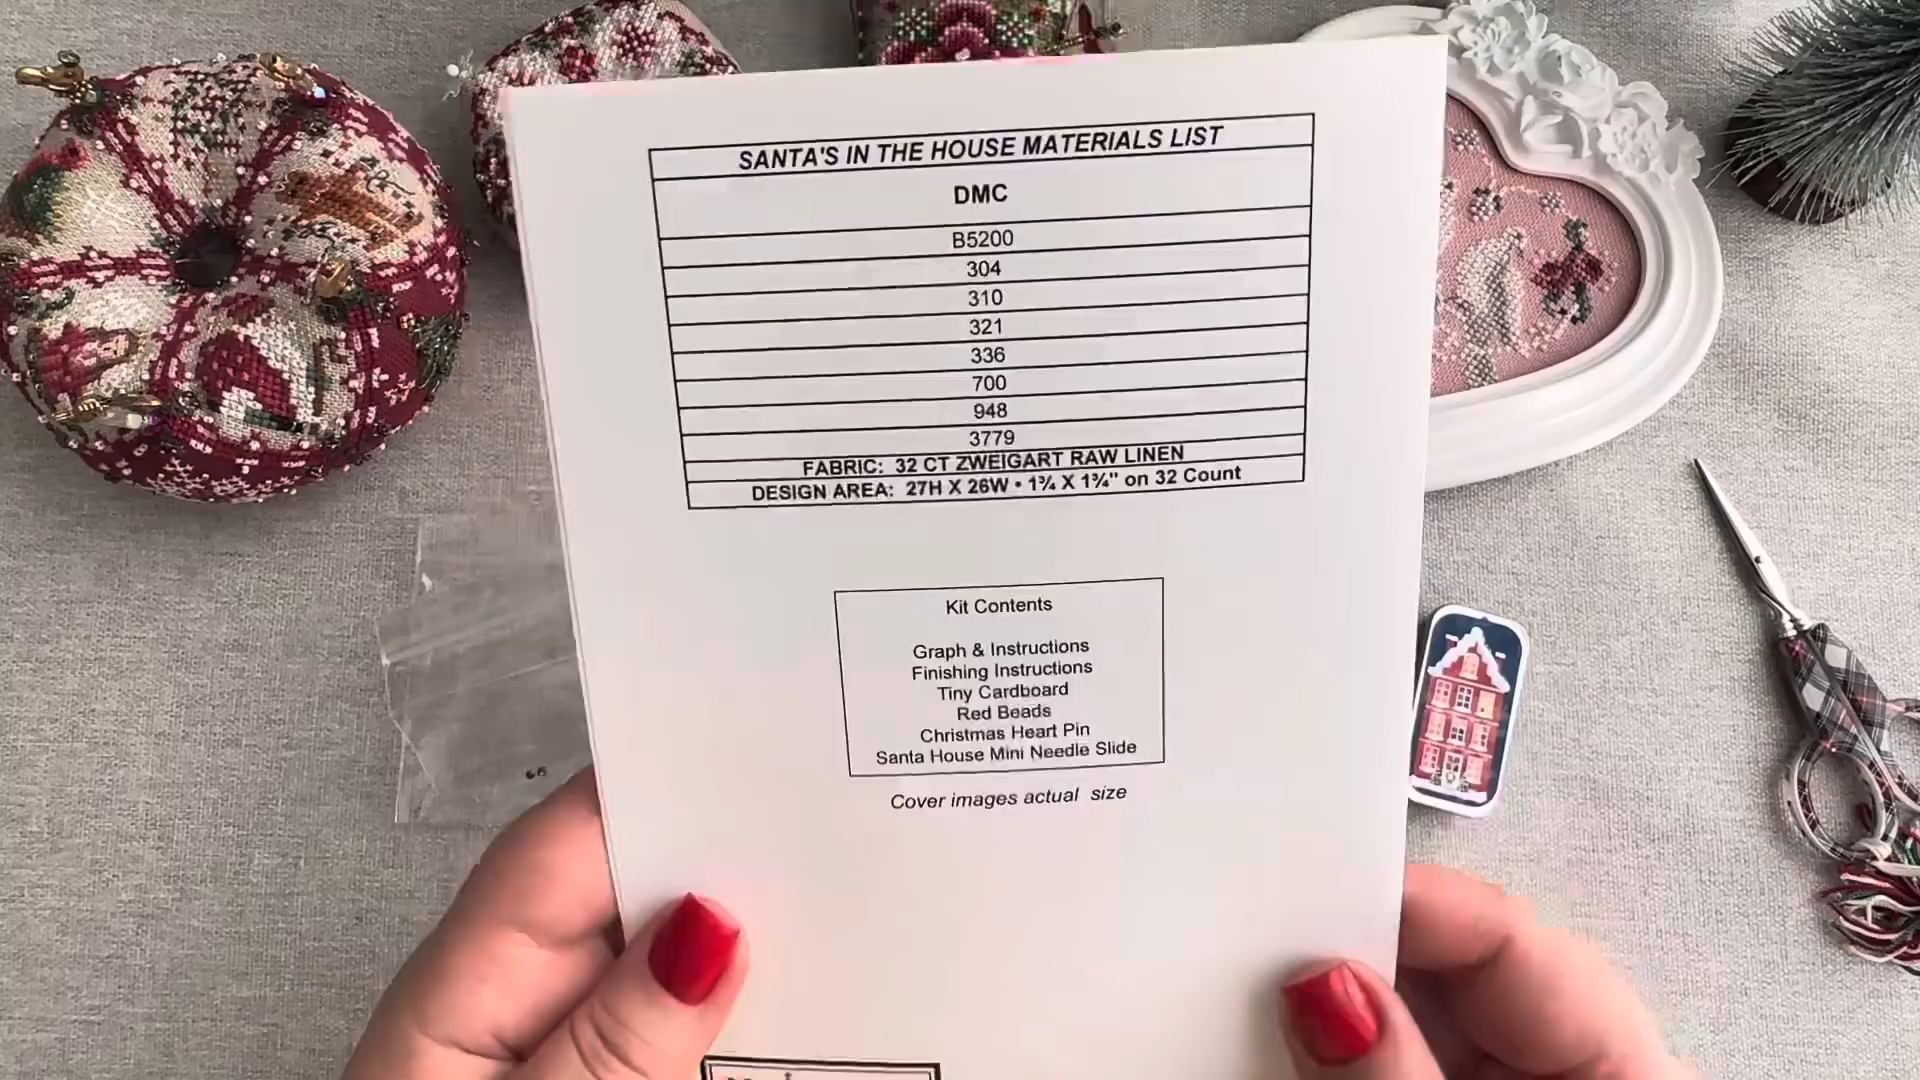 SANTA'S IN THE HOUSE MATERIALS LIST
DMC
B5200
304
310
321
336
700
948
3779
FABRIC: 32 CT ZWEIGART RAW LINEN
DESIGN AREA: 27H X 26W • 1¾ X 1¾" on 32 Count
Kit Contents
Graph & Instructions
Finishing Instructions
Tiny Cardboard
Red Beads
Christmas Heart Pin
Santa House Mini Needle Slide
Cover images actual size